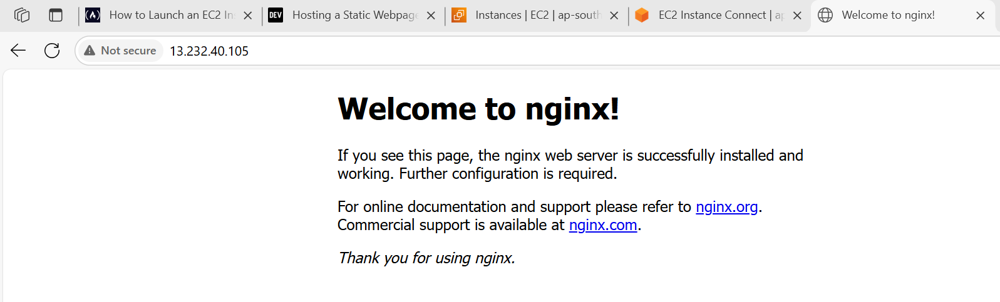 How to Launch an EC2 In
DEV
Hosting a Static Webpage
Instances | EC2 | ap-south
EC2 Instance Connect | ap
Welcome to nginx!
Not secure
13.232.40.105
Welcome to nginx!
If you see this page, the nginx web server is successfully installed and
working. Further configuration is required.
For online documentation and support please refer to nginx.org.
Commercial support is available at nginx.com.
Thank you for using nginx.